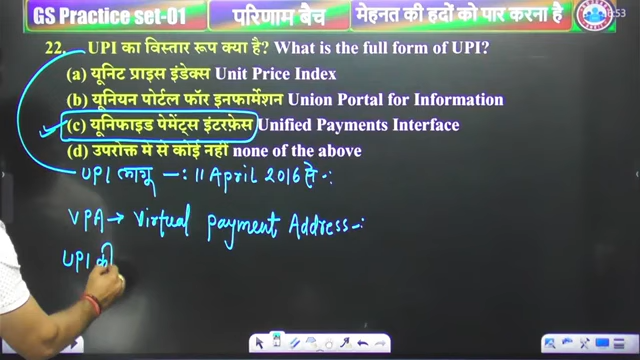 GS Practice set-01 परिणाम बैच मेहनत की हदों को पार करना है
22. UPI का विस्तार रूप क्या है? What is the full form of UPI?
(a) यूनिट प्राइस इंडेक्स Unit Price Index
(b) यूनियन पोर्टल फॉर इनफार्मेशन Union Portal for Information
(c) यूनिफाइड पेमेंट्स इंटरफ़ेस Unified Payments Interface
(d) उपरोक्त मे से कोई नहीं none of the above
UPI लागू —: 11 April 2016 से -:
VPA → Virtual Payment Address -:
UPI की